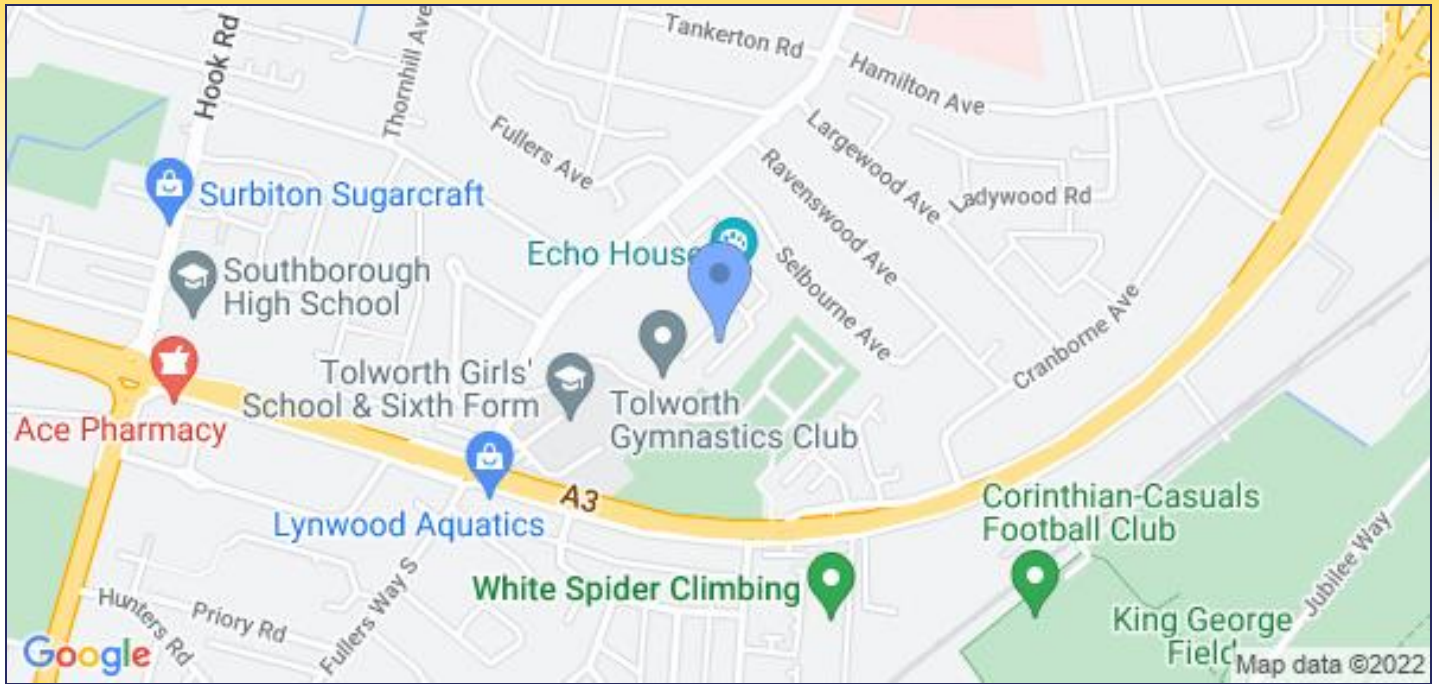 Tankerton Rd
Hook Rd
Thornhill Ave
Hamilton Ave
Fullers Ave
Largewood Ave
Ravenswood Ave
Ladywood Rd
Surbiton Sugarcraft
Echo House
Selbourne Ave
Southborough
High School
Cranborne Ave
Tolworth Girls'
School & Sixth Form
Tolworth
Gymnastics Club
Ace Pharmacy
A3
Lynwood Aquatics
Corinthian-Casuals
Football Club
White Spider Climbing
Jubilee Way
Hunters Rd
Priory Rd
Fullers Way S
King George
Field
Google
Map data ©2022